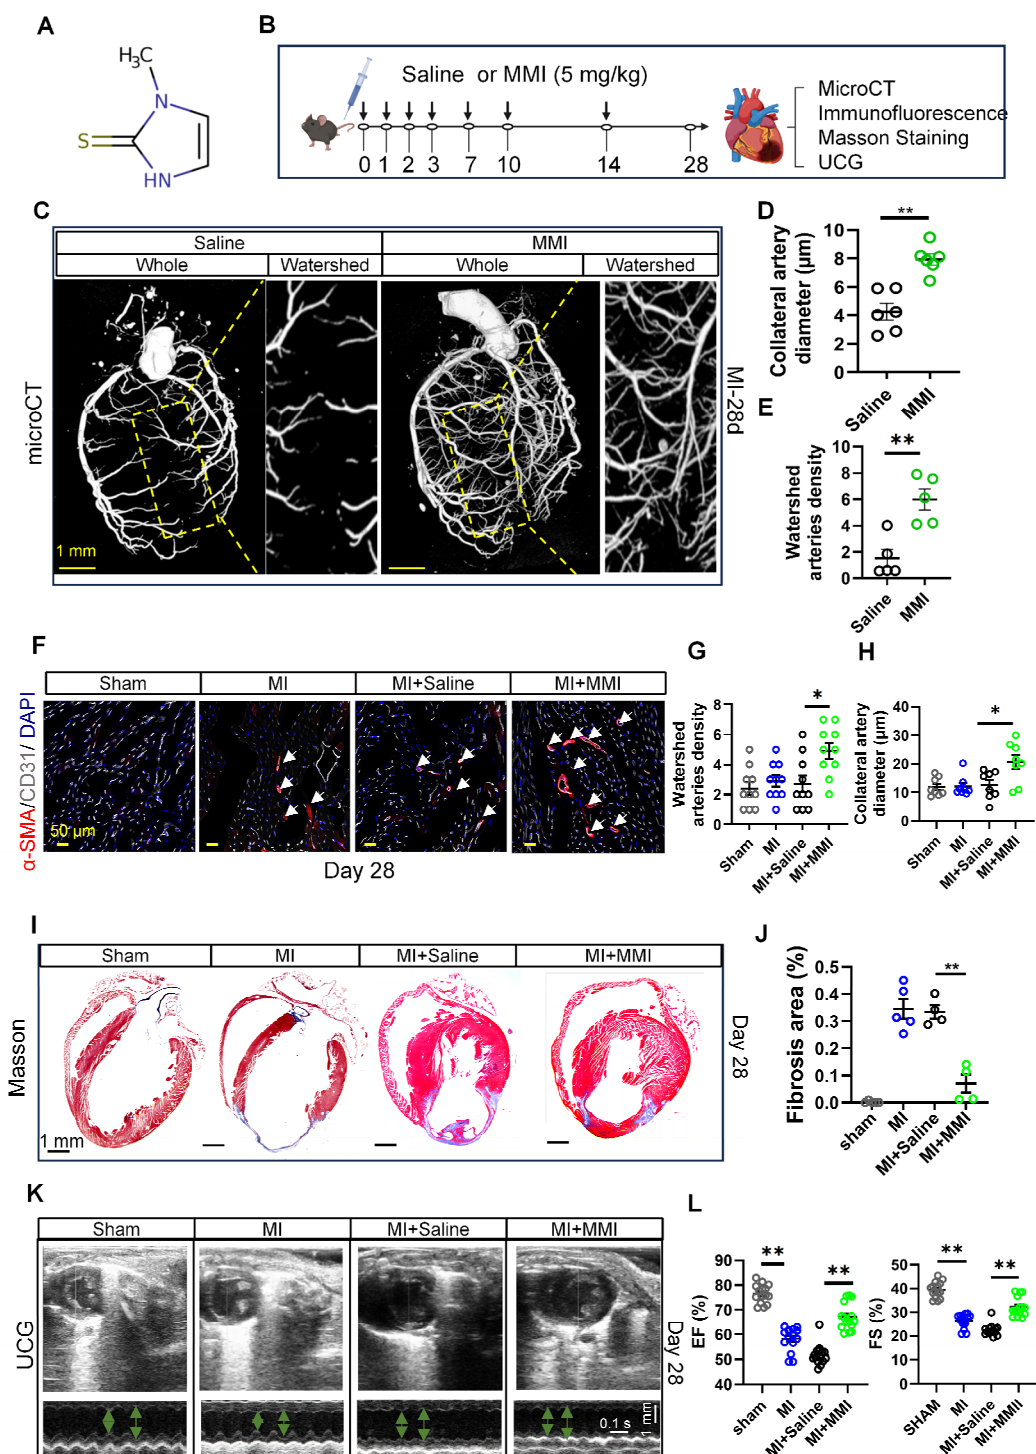 A
H₃C
N
S
HN
B
Saline or MMI (5 mg/kg)
0 1 2 3 7 10 14 28
MicroCT
Immunofluorescence
Masson Staining
UCG
C
Saline MMI
Whole Watershed Whole Watershed
microCT
1 mm
MI-28d
D
**
Collateral artery
diameter (µm)
10
8
6
4
2
0
Saline MMI
E
**
Watershed
arteries density
10
8
6
4
2
0
Saline MMI
F
Sham MI MI+Saline MI+MMI
α-SMA/CD31/ DAPI
50 µm
Day 28
G
*
Watershed
arteries density
8
6
4
2
0
Sham MI MI+Saline MI+MMI
H
*
Collateral artery
diameter (µm)
40
30
20
10
0
Sham MI MI+Saline MI+MMI
I
Sham MI MI+Saline MI+MMI
Masson
1 mm
Day 28
J
**
Fibrosis area (%)
0.5
0.4
0.3
0.2
0.1
0.0
sham MI MI+Saline MI+MMI
K
Sham MI MI+Saline MI+MMI
UCG
Day 28
0.1 s
1 mm
L
** **
EF (%)
90
80
70
60
50
40
sham MI MI+Saline MI+MMI
** **
FS (%)
50
40
30
20
10
0
SHAM MI MI+Saline MI+MMII